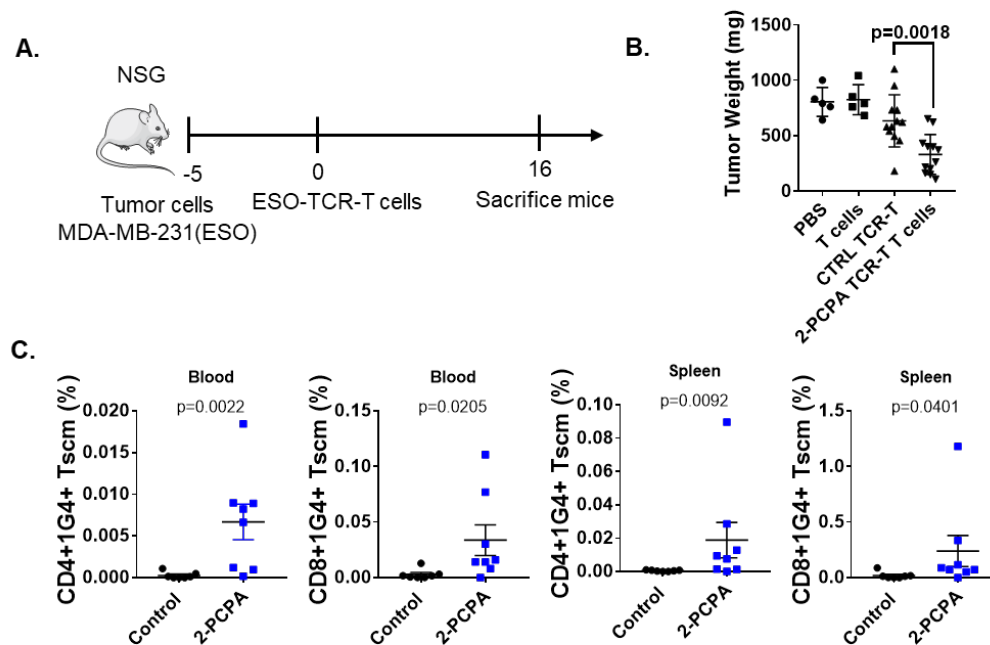 A.
NSG
-5
0
16
Tumor cells
MDA-MB-231(ESO)
ESO-TCR-T cells
Sacrifice mice
B.
p=0.0018
Tumor Weight (mg)
1500
1000
500
0
PBS
T cells
CTRL TCR-T
2-PCPA TCR-T T cells
C.
Blood
p=0.0022
CD4+1G4+ Tscm (%)
0.020
0.015
0.010
0.005
0.000
Control
2-PCPA
Blood
p=0.0205
CD8+1G4+ Tscm (%)
0.15
0.10
0.05
0.00
Control
2-PCPA
Spleen
p=0.0092
CD4+1G4+ Tscm (%)
0.10
0.08
0.06
0.04
0.02
0.00
Control
2-PCPA
Spleen
p=0.0401
CD8+1G4+ Tscm (%)
1.5
1.0
0.5
0.0
Control
2-PCPA